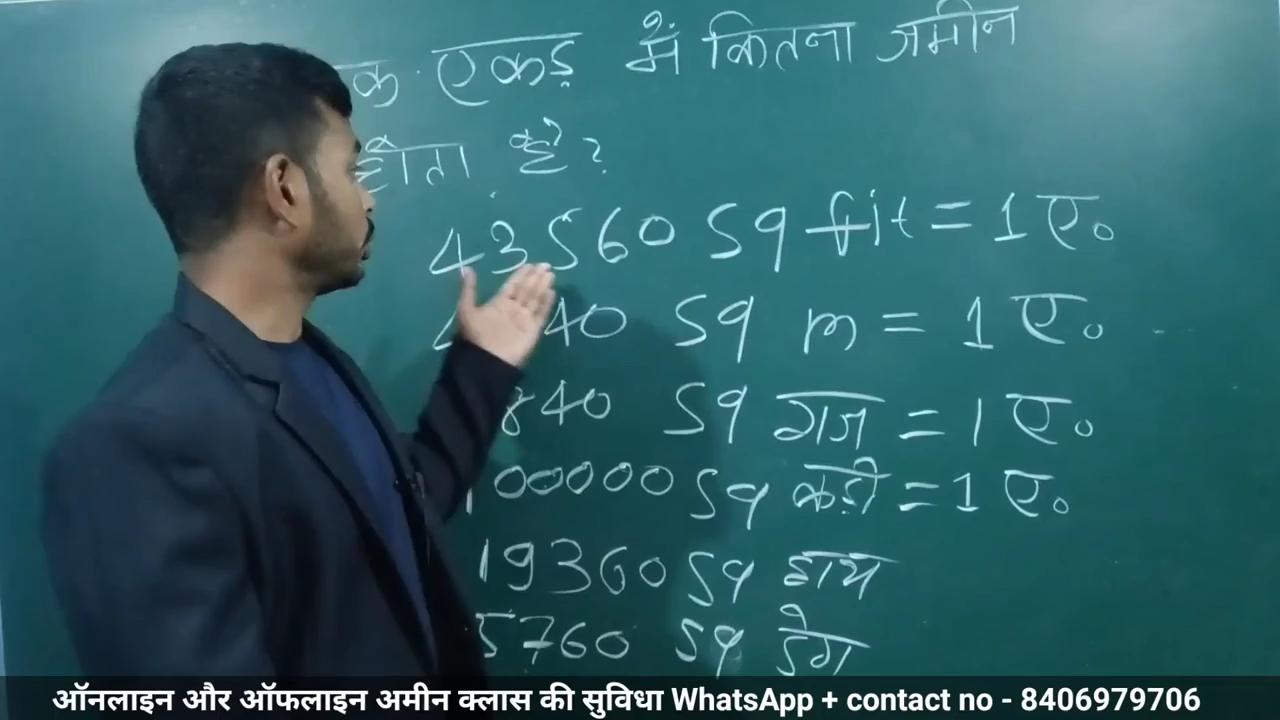 एकड़ में कितना जमीन
होता है?
43560 sq fit = 1 ए०
40 sq m = 1 ए०
840 sq गज = 1 ए०
100000 sq कड़ी = 1 ए०
19360 sq हाथ
5760 sq डेग
ऑनलाइन और ऑफलाइन अमीन क्लास की सुविधा WhatsApp + contact no - 8406979706